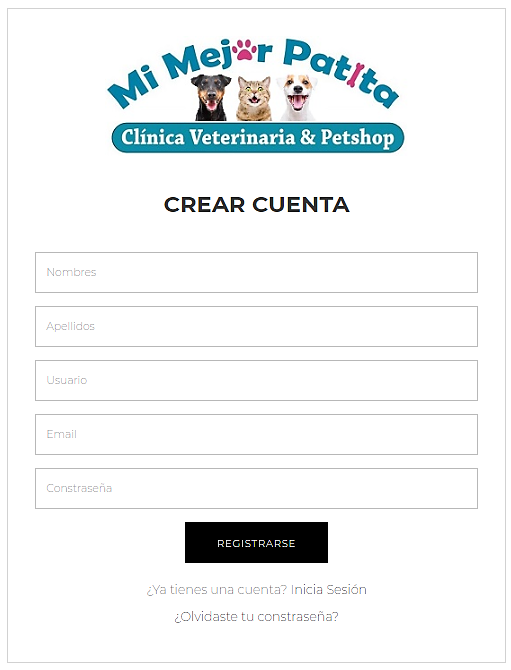 Mi Mejor Patita
Clínica Veterinaria & Petshop
CREAR CUENTA
Nombres
Apellidos
Usuario
Email
Constraseña
REGISTRARSE
¿Ya tienes una cuenta? Inicia Sesión
¿Olvidaste tu constraseña?